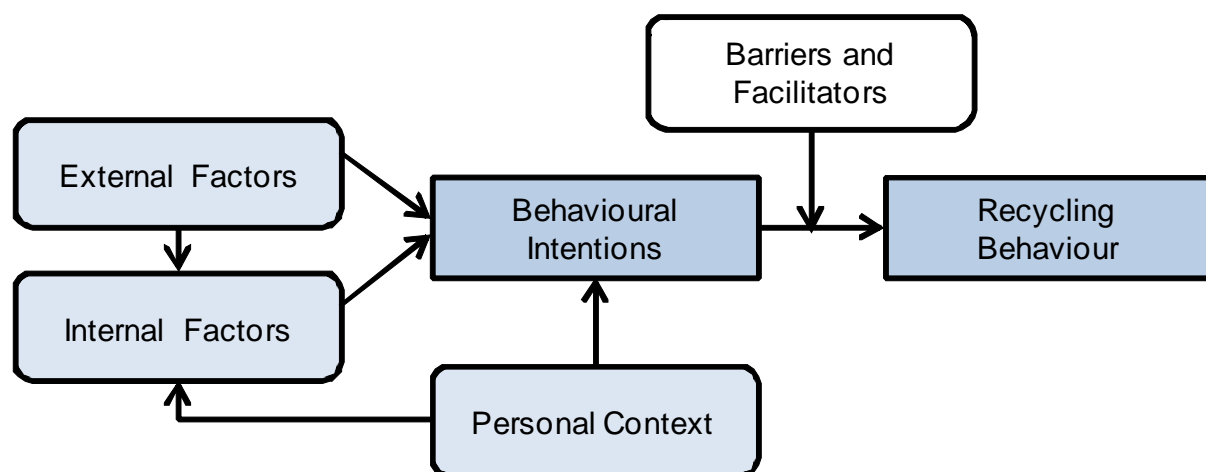 Barriers and
Facilitators
External Factors
Behavioural
Intentions
Recycling
Behaviour
Internal Factors
Personal Context